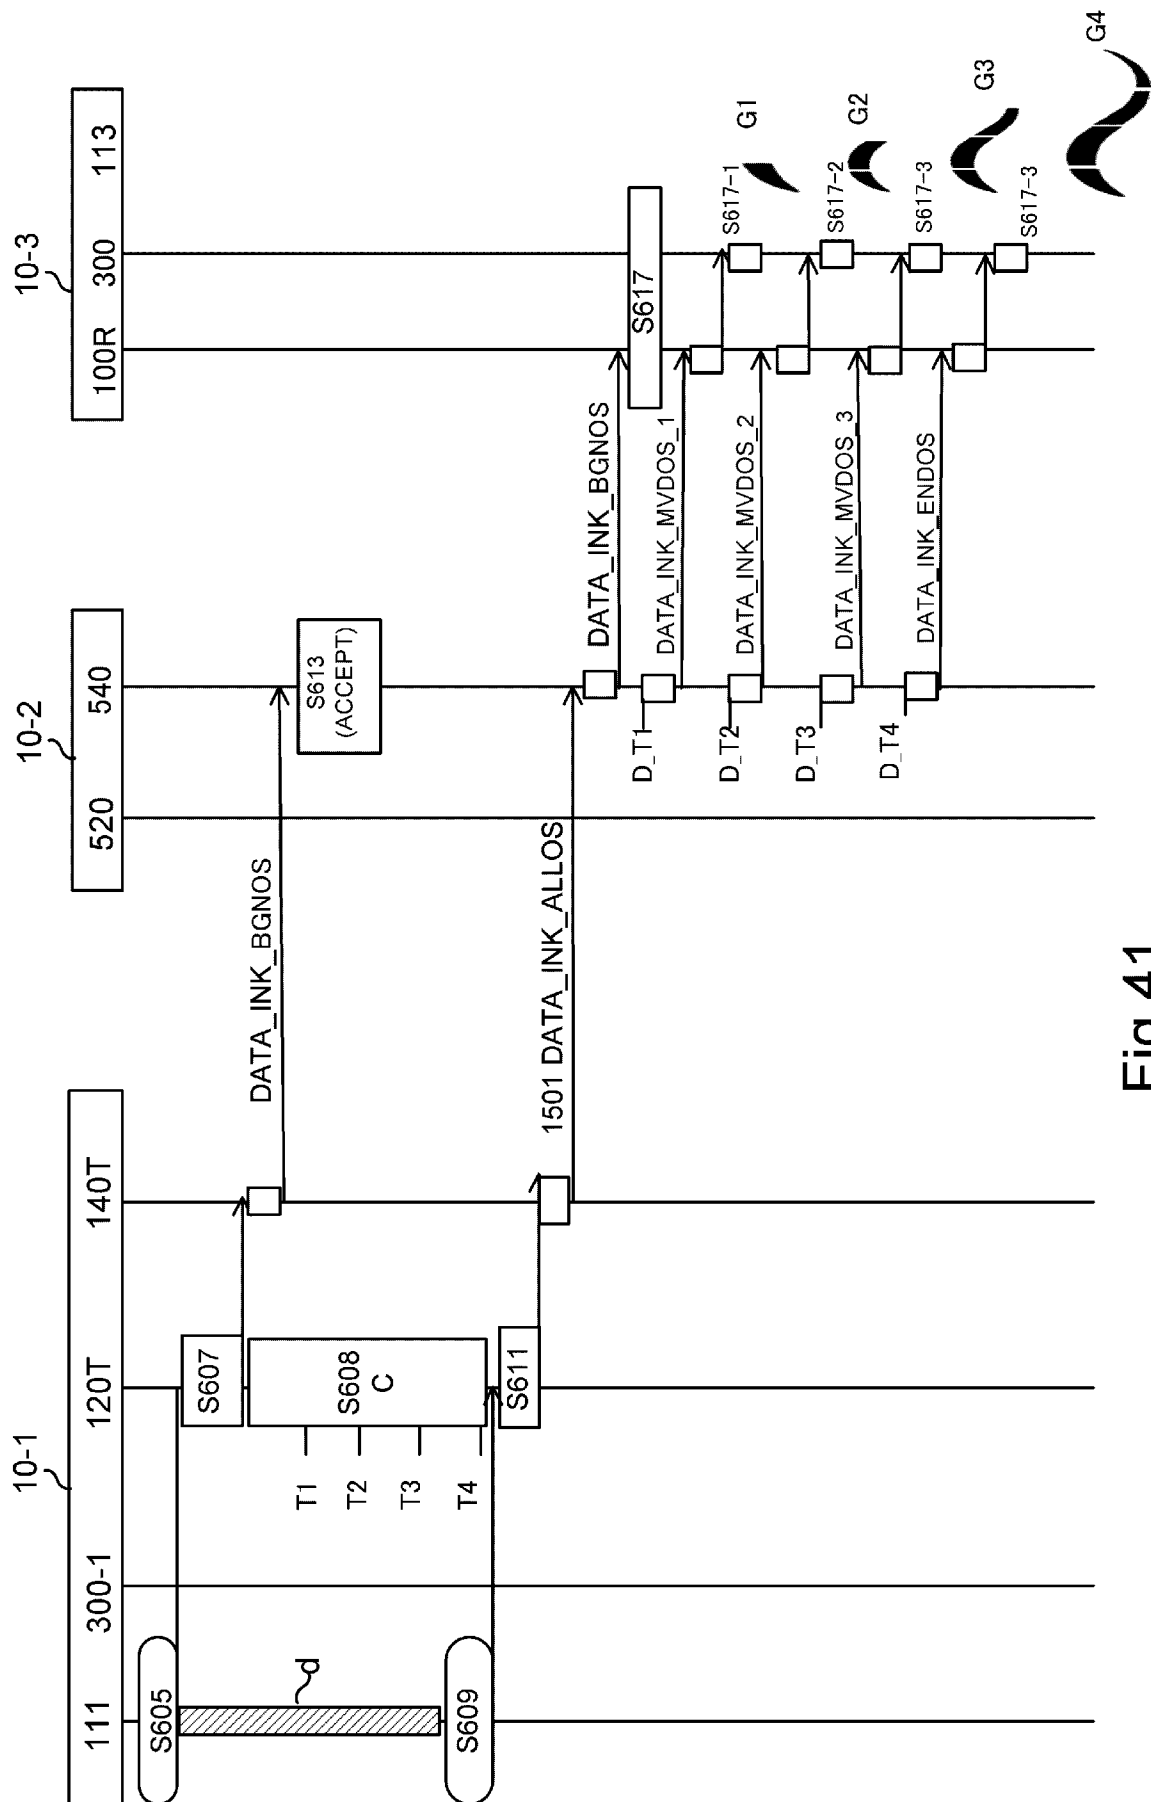 10-1
10-2
10-3
111
300-1
120T
140T
520
540
100R
300
113
S605
S607
DATA_INK_BGNOS
S608
C
T1
T2
T3
T4
d
S613
(ACCEPT)
S609
S611
1501 DATA_INK_ALLOS
DATA_INK_BGNOS
S617
D_T1
DATA_INK_MVDOS_1
S617-1
G1
D_T2
DATA_INK_MVDOS_2
S617-2
G2
D_T3
DATA_INK_MVDOS_3
S617-3
G3
D_T4
DATA_INK_ENDOS
S617-3
G4
Fig.41